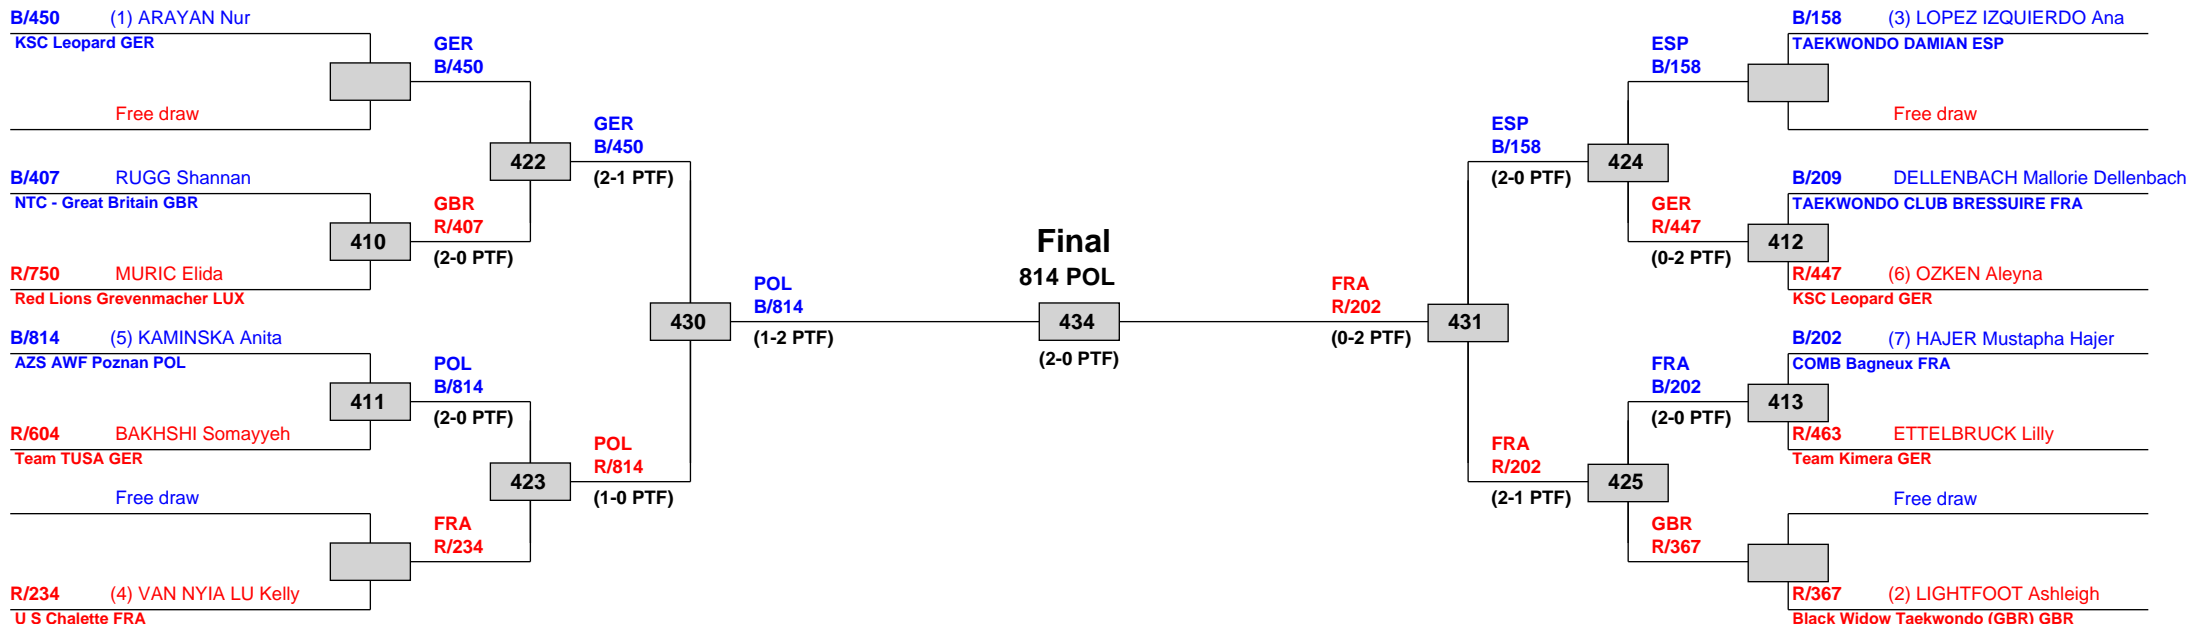 B/450 (1) ARAYAN Nur
KSC Leopard GER
Free draw
B/407 RUGG Shannan
NTC - Great Britain GBR
R/750 MURIC Elida
Red Lions Grevenmacher LUX
B/814 (5) KAMINSKA Anita
AZS AWF Poznan POL
R/604 BAKHSHI Somayyeh
Team TUSA GER
Free draw
R/234 (4) VAN NYIA LU Kelly
U S Chalette FRA
410
411
GER
B/450
GBR
R/407
(2-0 PTF)
POL
B/814
(2-0 PTF)
FRA
R/234
422
423
GER
B/450
(2-1 PTF)
POL
R/814
(1-0 PTF)
430
POL
B/814
(1-2 PTF)
Final
814 POL
434
(2-0 PTF)
FRA
R/202
(0-2 PTF)
431
ESP
B/158
(2-0 PTF)
FRA
R/202
(2-1 PTF)
424
425
ESP
B/158
GER
R/447
(0-2 PTF)
FRA
B/202
(2-0 PTF)
GBR
R/367
412
413
B/158 (3) LOPEZ IZQUIERDO Ana
TAEKWONDO DAMIAN ESP
Free draw
B/209 DELLENBACH Mallorie Dellenbach
TAEKWONDO CLUB BRESSUIRE FRA
R/447 (6) OZKEN Aleyna
KSC Leopard GER
B/202 (7) HAJER Mustapha Hajer
COMB Bagneux FRA
R/463 ETTELBRUCK Lilly
Team Kimera GER
Free draw
R/367 (2) LIGHTFOOT Ashleigh
Black Widow Taekwondo (GBR) GBR